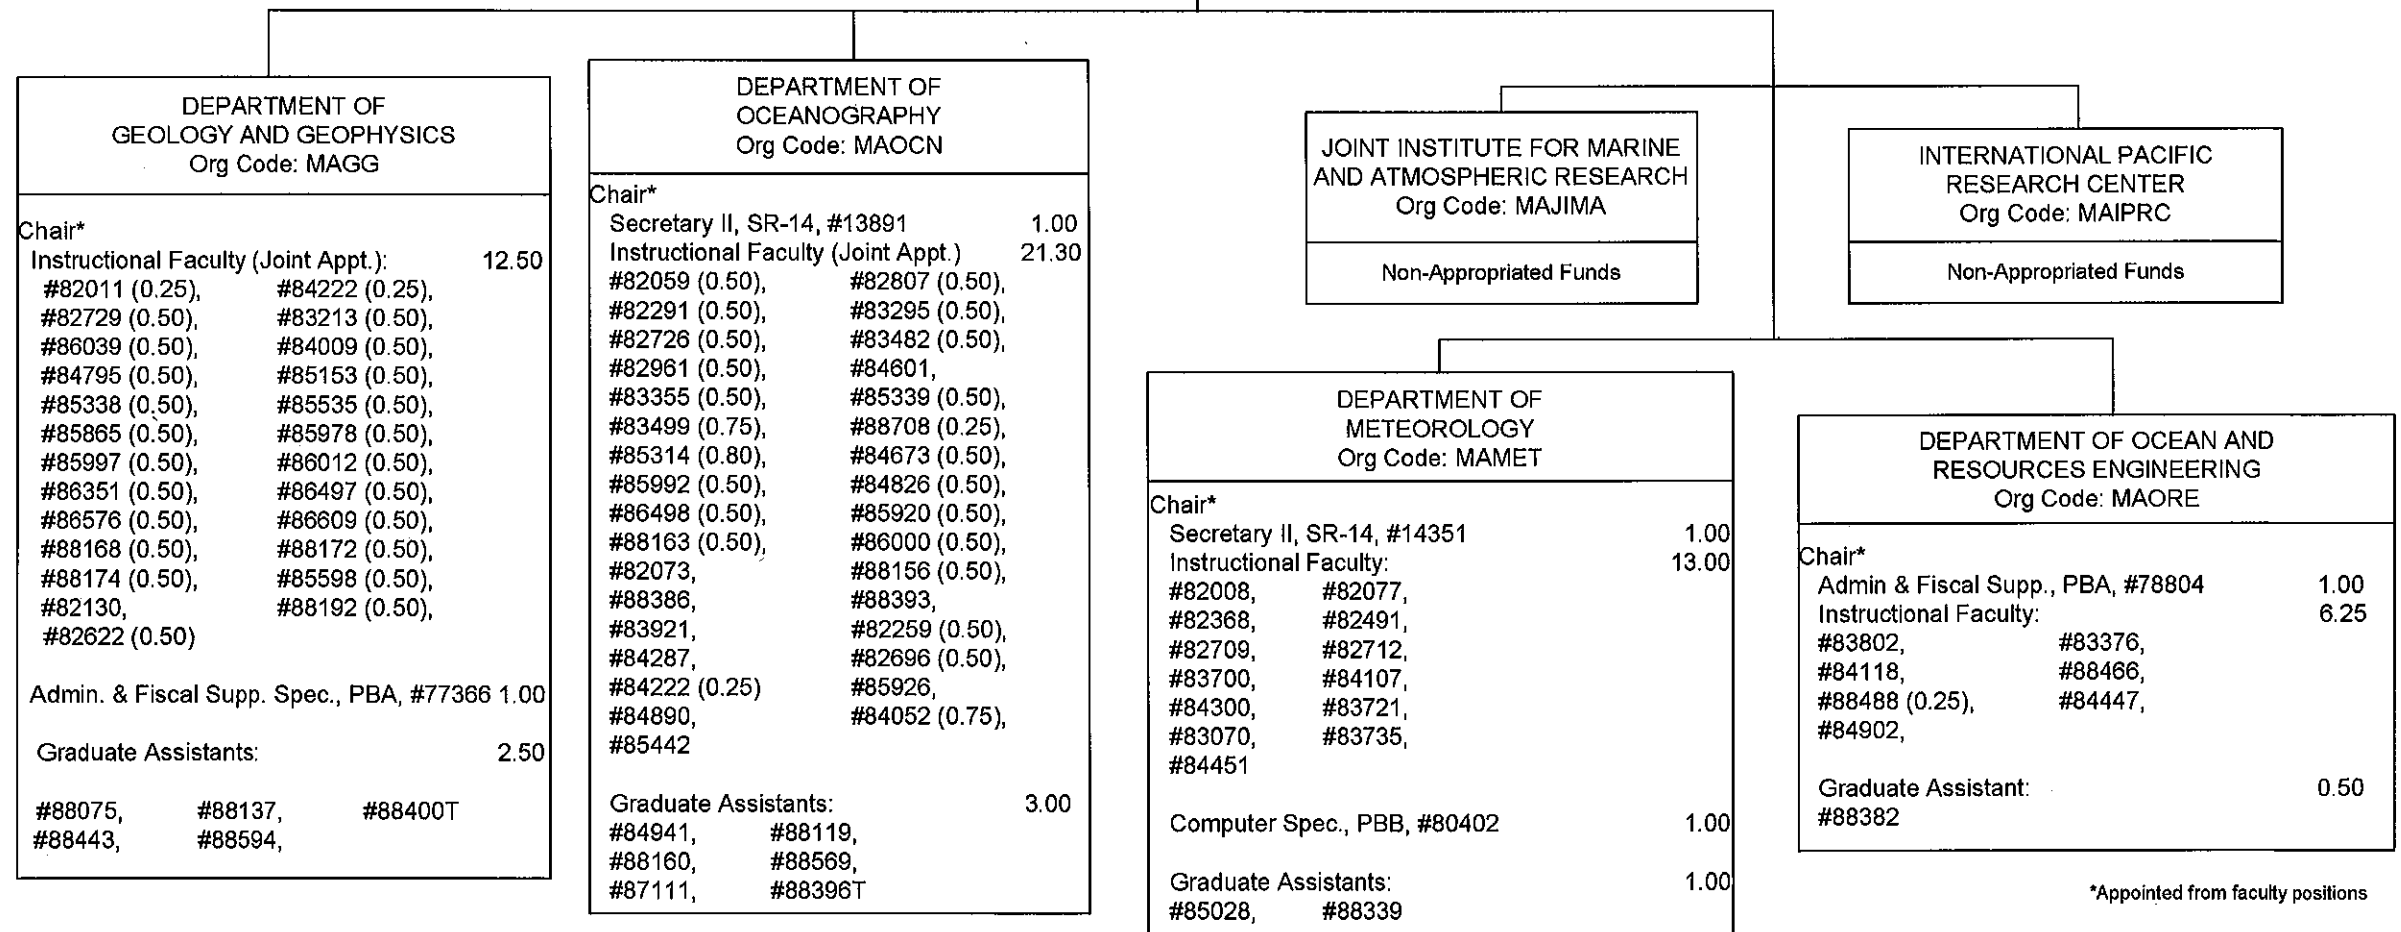 DEPARTMENT OF
GEOLOGY AND GEOPHYSICS
Org Code: MAGG
Chair*
Instructional Faculty (Joint Appt.): 12.50
#82011 (0.25), #84222 (0.25),
#82729 (0.50), #83213 (0.50),
#86039 (0.50), #84009 (0.50),
#84795 (0.50), #85153 (0.50),
#85338 (0.50), #85535 (0.50),
#85865 (0.50), #85978 (0.50),
#85997 (0.50), #86012 (0.50),
#86351 (0.50), #86497 (0.50),
#86576 (0.50), #86609 (0.50),
#88168 (0.50), #88172 (0.50),
#88174 (0.50), #85598 (0.50),
#82130, #88192 (0.50),
#82622 (0.50)
Admin. & Fiscal Supp. Spec., PBA, #77366 1.00
Graduate Assistants: 2.50
#88075, #88137, #88400T
#88443, #88594,
DEPARTMENT OF
OCEANOGRAPHY
Org Code: MAOCN
Chair*
Secretary II, SR-14, #13891 1.00
Instructional Faculty (Joint Appt.) 21.30
#82059 (0.50), #82807 (0.50),
#82291 (0.50), #83295 (0.50),
#82726 (0.50), #83482 (0.50),
#82961 (0.50), #84601,
#83355 (0.50), #85339 (0.50),
#83499 (0.75), #88708 (0.25),
#85314 (0.80), #84673 (0.50),
#85992 (0.50), #84826 (0.50),
#86498 (0.50), #85920 (0.50),
#88163 (0.50), #86000 (0.50),
#82073, #88156 (0.50),
#88386, #88393,
#83921, #82259 (0.50),
#84287, #82696 (0.50),
#84222 (0.25) #85926,
#84890, #84052 (0.75),
#85442
Graduate Assistants: 3.00
#84941, #88119,
#88160, #88569,
#87111, #88396T
JOINT INSTITUTE FOR MARINE
AND ATMOSPHERIC RESEARCH
Org Code: MAJIMA
Non-Appropriated Funds
INTERNATIONAL PACIFIC
RESEARCH CENTER
Org Code: MAIPRC
Non-Appropriated Funds
DEPARTMENT OF
METEOROLOGY
Org Code: MAMET
Chair*
Secretary II, SR-14, #14351 1.00
Instructional Faculty: 13.00
#82008, #82077,
#82368, #82491,
#82709, #82712,
#83700, #84107,
#84300, #83721,
#83070, #83735,
#84451
Computer Spec., PBB, #80402 1.00
Graduate Assistants: 1.00
#85028, #88339
DEPARTMENT OF OCEAN AND
RESOURCES ENGINEERING
Org Code: MAORE
Chair*
Admin & Fiscal Supp., PBA, #78804 1.00
Instructional Faculty: 6.25
#83802, #83376,
#84118, #88466,
#88488 (0.25), #84447,
#84902,
Graduate Assistant: 0.50
#88382
*Appointed from faculty positions